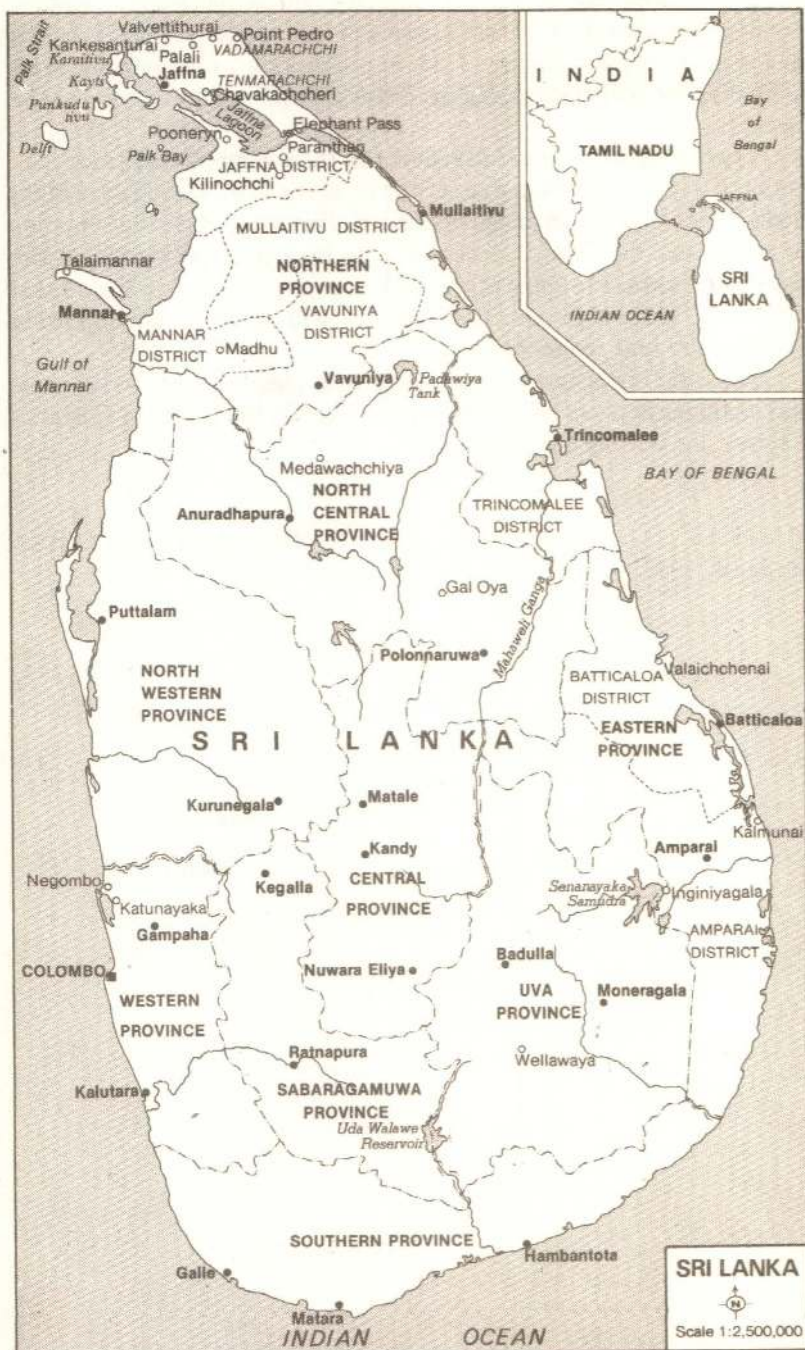 Valvettithurai
Point Pedro
Kankesanturai
VADAMARACHCHI
Palk Strait
Karaitivu
Palali
Jaffna
TENMARACHCHI
Kayts
Chavakachcheri
Jaffna
Lagoon
Punkudu
tivu
Elephant Pass
Pooneryn
Delft
Palk Bay
Paranthan
JAFFNA DISTRICT
Kilinochchi
Mullaitivu
MULLAITIVU DISTRICT
Talaimannar
NORTHERN
PROVINCE
Mannar
VAVUNIYA
DISTRICT
MANNAR
DISTRICT
Madhu
Gulf of
Mannar
Vavuniya
Padawiya
Tank
Trincomalee
Medawachchiya
BAY OF BENGAL
NORTH
CENTRAL
PROVINCE
Anuradhapura
TRINCOMALEE
DISTRICT
Gal Oya
Mahaweli Ganga
Puttalam
Polonnaruwa
NORTH
WESTERN
PROVINCE
Valaichchenai
BATTICALOA
DISTRICT
Batticaloa
EASTERN
PROVINCE
SRI LANKA
Kurunegala
Matale
Kalmunai
Kandy
Amparai
Negombo
Kegalla
CENTRAL
PROVINCE
Senanayaka
Samudra
Inginiyagala
Katunayaka
Gampaha
AMPARAI
DISTRICT
COLOMBO
Nuwara Eliya
Badulla
WESTERN
PROVINCE
UVA
PROVINCE
Moneragala
Wellawaya
Ratnapura
Kalutara
SABARAGAMUWA
PROVINCE
Uda Walawe
Reservoir
SOUTHERN PROVINCE
Hambantota
Galle
Matara
INDIAN OCEAN
INDIA
Bay
of
Bengal
TAMIL NADU
JAFFNA
SRI
LANKA
INDIAN OCEAN
SRI LANKA
N
Scale 1:2,500,000